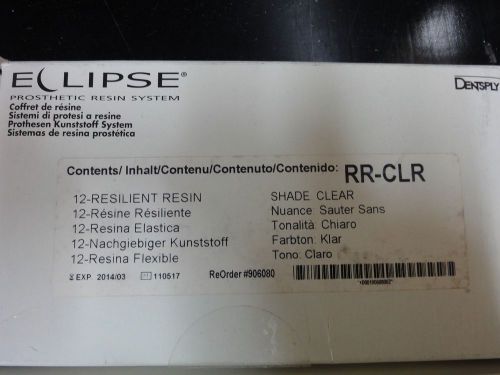 ECLIPSE®
DENTSPLY
PROSTHETIC RESIN SYSTEM
Coffret de résine
Sistemi di protesi a resine
Prothesen Kunststoff System
Sistemas de resina prostética
Contents/ Inhalt/Contenu/Contenuto/Contenido: RR-CLR
12-RESILIENT RESIN SHADE CLEAR
12-Résine Résiliente Nuance: Sauter Sans
12-Resina Elastica Tonalità: Chiaro
12-Nachgiebiger Kunststoff Farbton: Klar
12-Resina Flexible Tono: Claro
EXP 2014/03 110517 ReOrder #906080